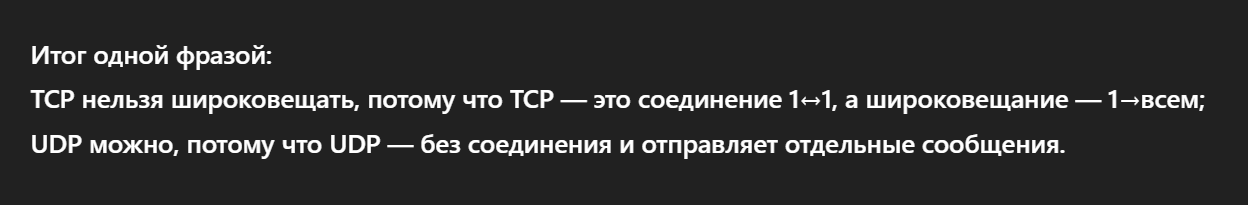 Итог одной фразой:
TCP нельзя широковещать, потому что TCP — это соединение 1↔1, а широковещание — 1→всем;
UDP можно, потому что UDP — без соединения и отправляет отдельные сообщения.